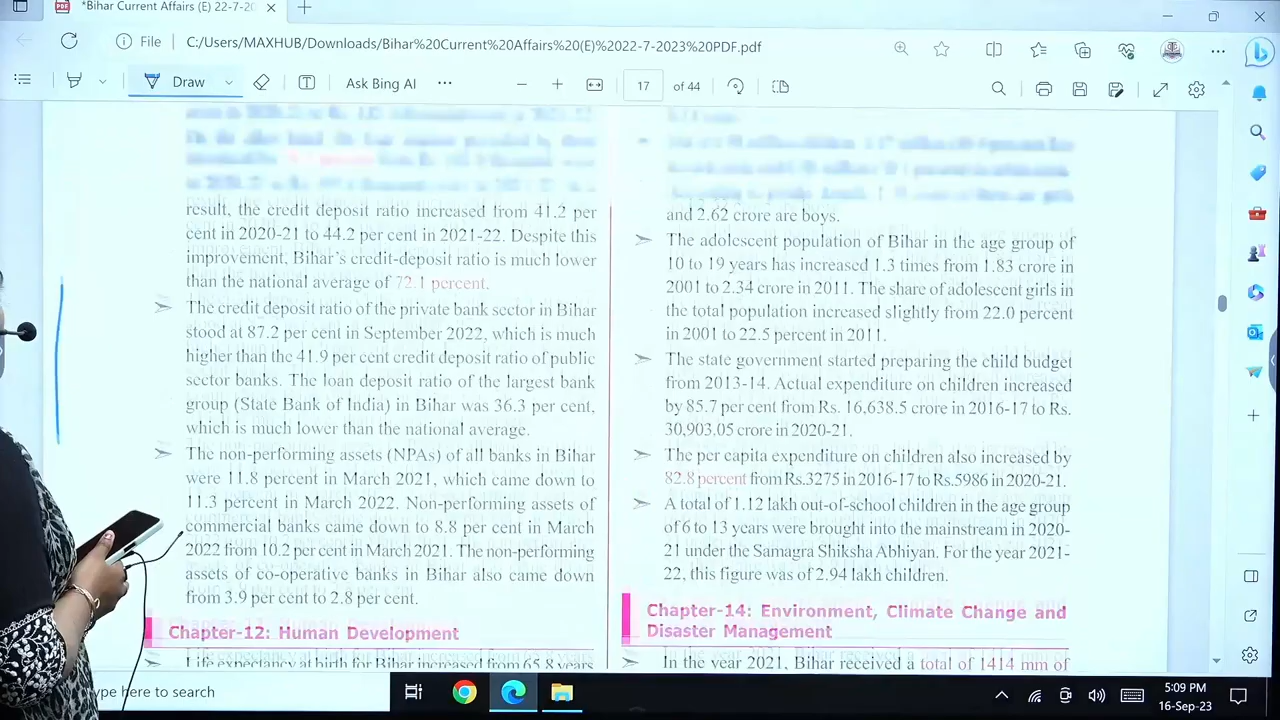 *Bihar Current Affairs (E) 22-7-20
File
C:/Users/MAXHUB/Downloads/Bihar%20Current%20Affairs%20(E)%2022-7-2023%20PDF.pdf
Draw
Ask Bing AI
17 of 44
result, the credit deposit ratio increased from 41.2 per
cent in 2020-21 to 44.2 per cent in 2021-22. Despite this
improvement, Bihar's credit-deposit ratio is much lower
than the national average of 72.1 percent.
➢ The credit deposit ratio of the private bank sector in Bihar
stood at 87.2 per cent in September 2022, which is much
higher than the 41.9 per cent credit deposit ratio of public
sector banks. The loan deposit ratio of the largest bank
group (State Bank of India) in Bihar was 36.3 per cent,
which is much lower than the national average.
➢ The non-performing assets (NPAs) of all banks in Bihar
were 11.8 percent in March 2021, which came down to
11.3 percent in March 2022. Non-performing assets of
commercial banks came down to 8.8 per cent in March
2022 from 10.2 per cent in March 2021. The non-performing
assets of co-operative banks in Bihar also came down
from 3.9 per cent to 2.8 per cent.
Chapter-12: Human Development
➢ Life expectancy at birth for Bihar increased from 65.8 years
and 2.62 crore are boys.
➢ The adolescent population of Bihar in the age group of
10 to 19 years has increased 1.3 times from 1.83 crore in
2001 to 2.34 crore in 2011. The share of adolescent girls in
the total population increased slightly from 22.0 percent
in 2001 to 22.5 percent in 2011.
➢ The state government started preparing the child budget
from 2013-14. Actual expenditure on children increased
by 85.7 per cent from Rs. 16,638.5 crore in 2016-17 to Rs.
30,903.05 crore in 2020-21.
➢ The per capita expenditure on children also increased by
82.8 percent from Rs.3275 in 2016-17 to Rs.5986 in 2020-21.
➢ A total of 1.12 lakh out-of-school children in the age group
of 6 to 13 years were brought into the mainstream in 2020-
21 under the Samagra Shiksha Abhiyan. For the year 2021-
22, this figure was of 2.94 lakh children.
Chapter-14: Environment, Climate Change and
Disaster Management
➢ In the year 2021, Bihar received a total of 1414 mm of
ype here to search
5:09 PM
16-Sep-23